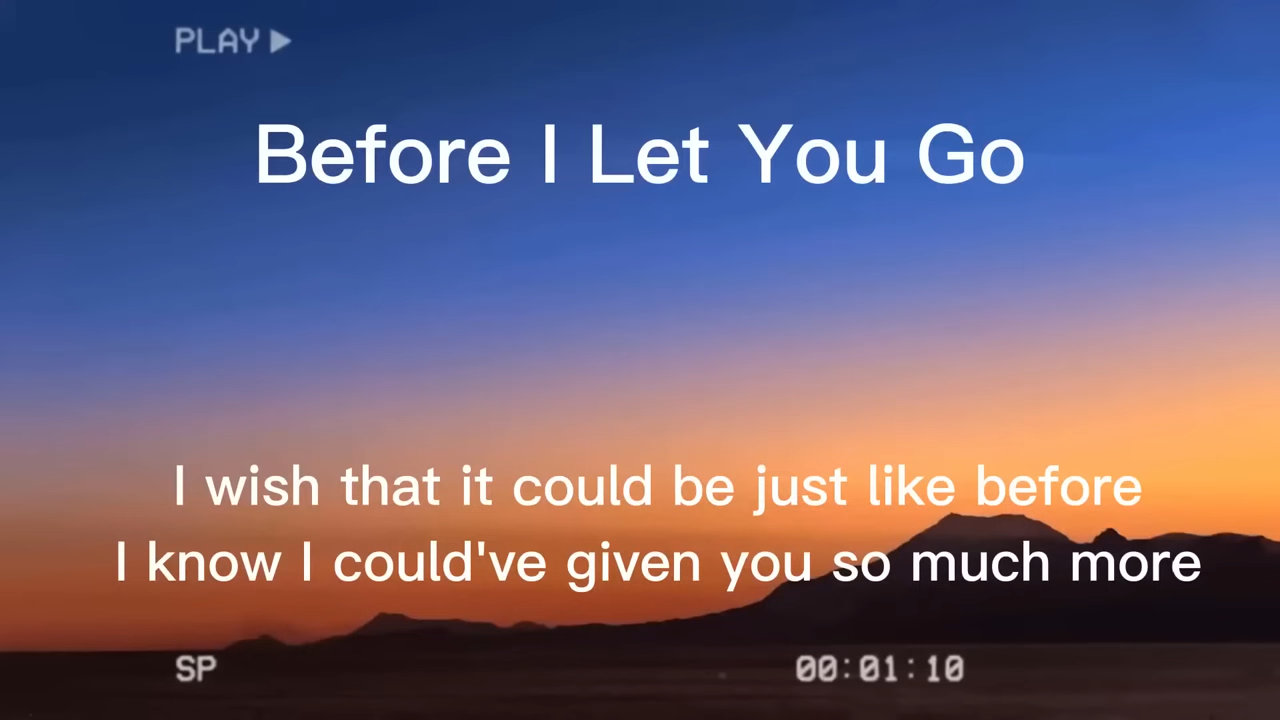 PLAY ▶
Before I Let You Go
I wish that it could be just like before
I know I could've given you so much more
SP
00:01:10